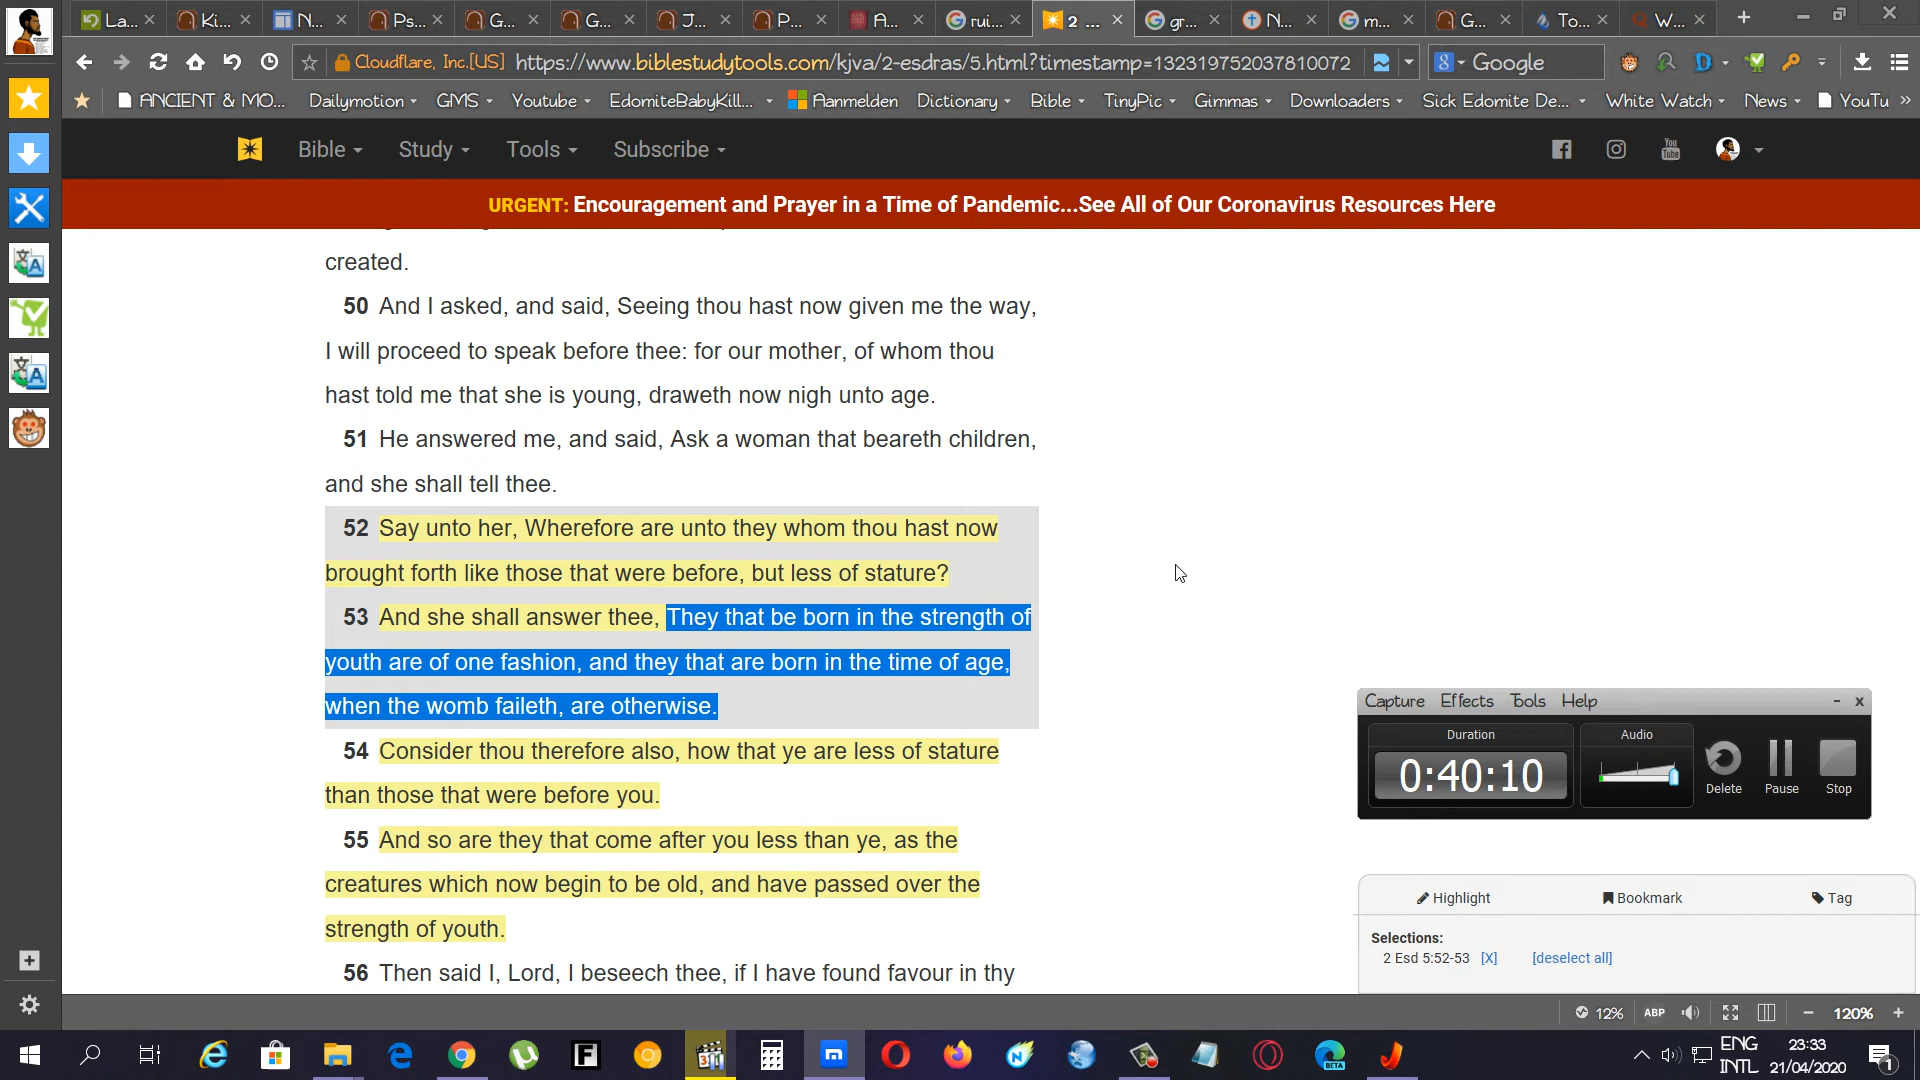 La...
Ki...
N...
Ps...
G...
G...
J...
P...
A...
rui...
2 ...
gr...
N...
m...
G...
To...
W...
Cloudflare, Inc.[US]
https://www.biblestudytools.com/kjva/2-esdras/5.html?timestamp=132319752037810072
Google
ANCIENT & MO...
Dailymotion
GMS
Youtube
EdomiteBabyKill...
Aanmelden
Dictionary
Bible
TinyPic
Gimmas
Downloaders
Sick Edomite De...
White Watch
News
YouTu
Bible
Study
Tools
Subscribe
URGENT: Encouragement and Prayer in a Time of Pandemic...See All of Our Coronavirus Resources Here
created.
50 And I asked, and said, Seeing thou hast now given me the way,
I will proceed to speak before thee: for our mother, of whom thou
hast told me that she is young, draweth now nigh unto age.
51 He answered me, and said, Ask a woman that beareth children,
and she shall tell thee.
52 Say unto her, Wherefore are unto they whom thou hast now
brought forth like those that were before, but less of stature?
53 And she shall answer thee, They that be born in the strength of
youth are of one fashion, and they that are born in the time of age,
when the womb faileth, are otherwise.
54 Consider thou therefore also, how that ye are less of stature
than those that were before you.
55 And so are they that come after you less than ye, as the
creatures which now begin to be old, and have passed over the
strength of youth.
56 Then said I, Lord, I beseech thee, if I have found favour in thy
Capture Effects Tools Help
Duration
Audio
0:40:10
Delete
Pause
Stop
Highlight
Bookmark
Tag
Selections:
2 Esd 5:52-53 [X] [deselect all]
12%
ABP
120%
ENG
INTL
23:33
21/04/2020
1